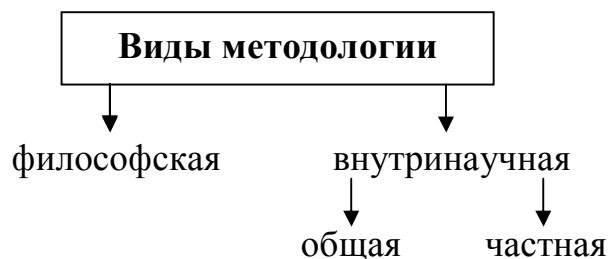 Виды методологии
философская внутринаучная
общая частная